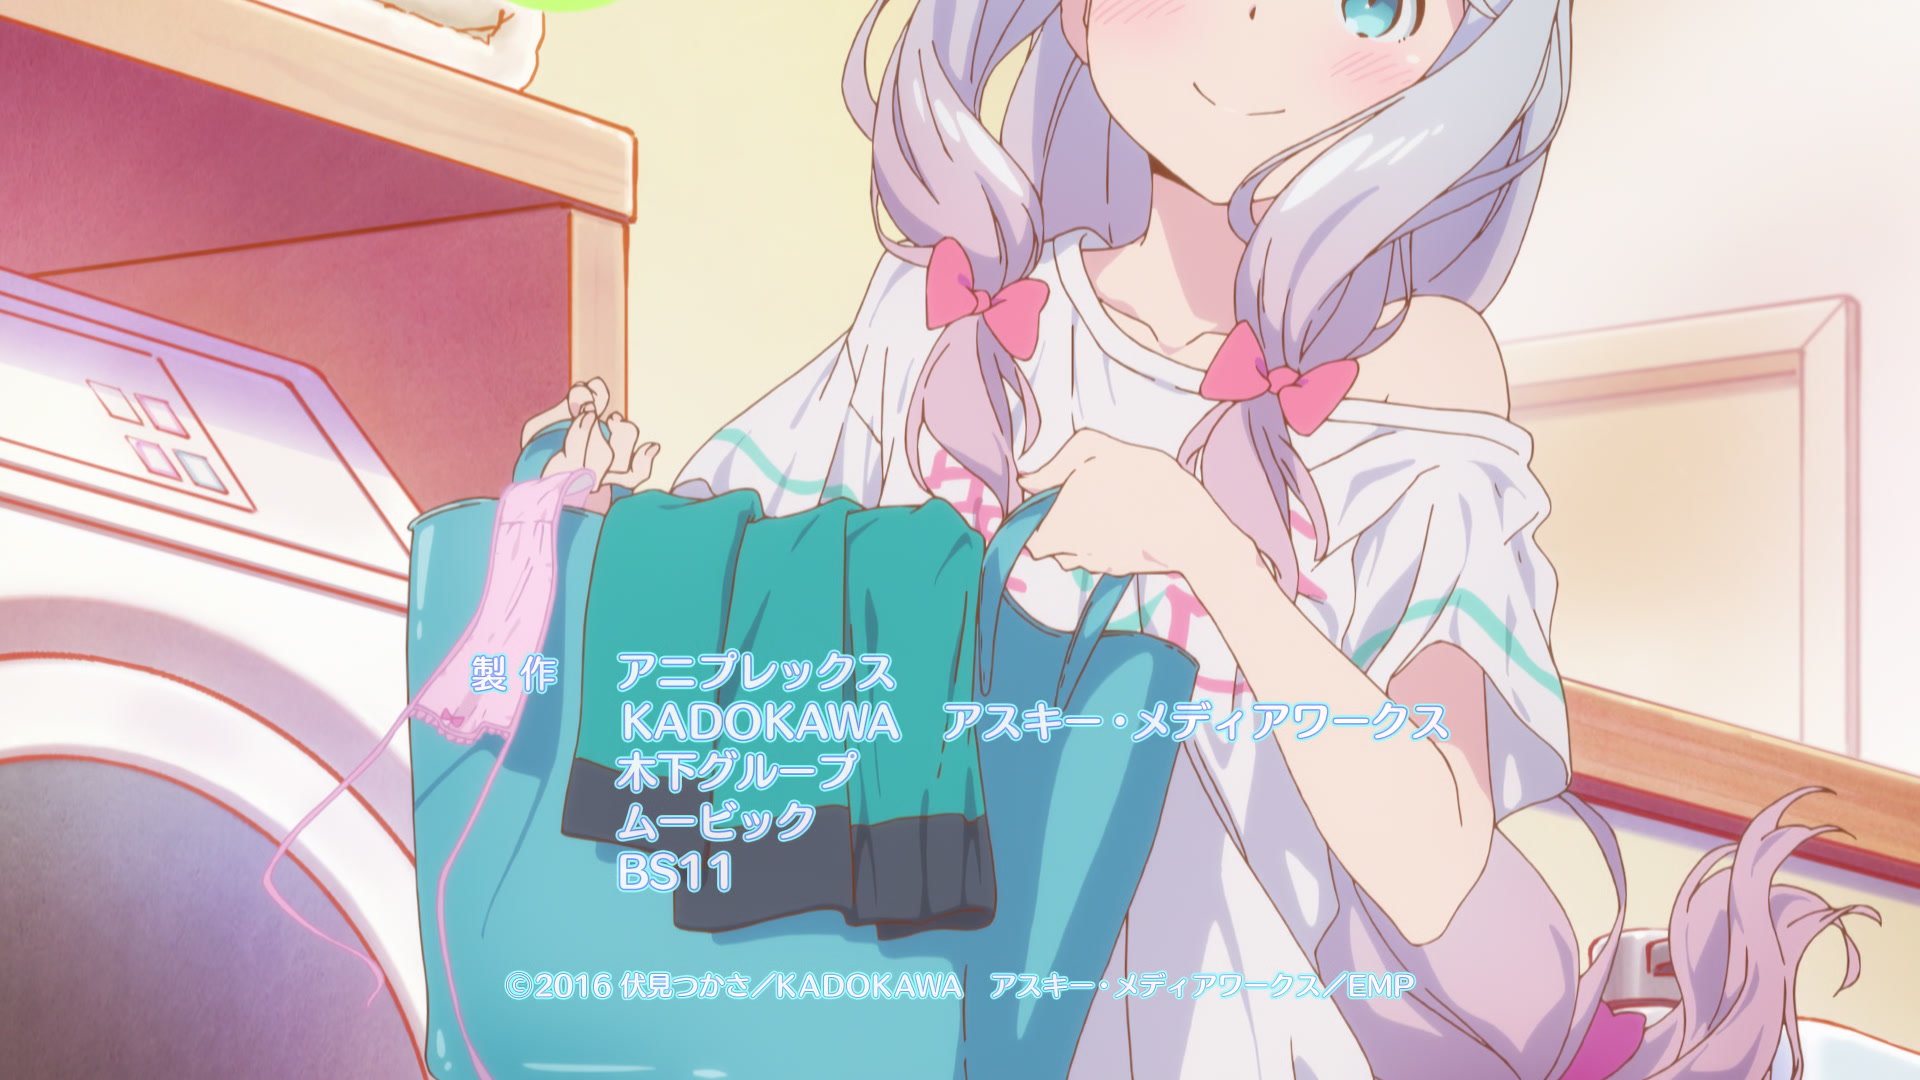 製作 アニプレックス
KADOKAWA アスキー・メディアワークス
木下グループ
ムービック
BS11
©2016 伏見つかさ／KADOKAWA アスキー・メディアワークス／EMP